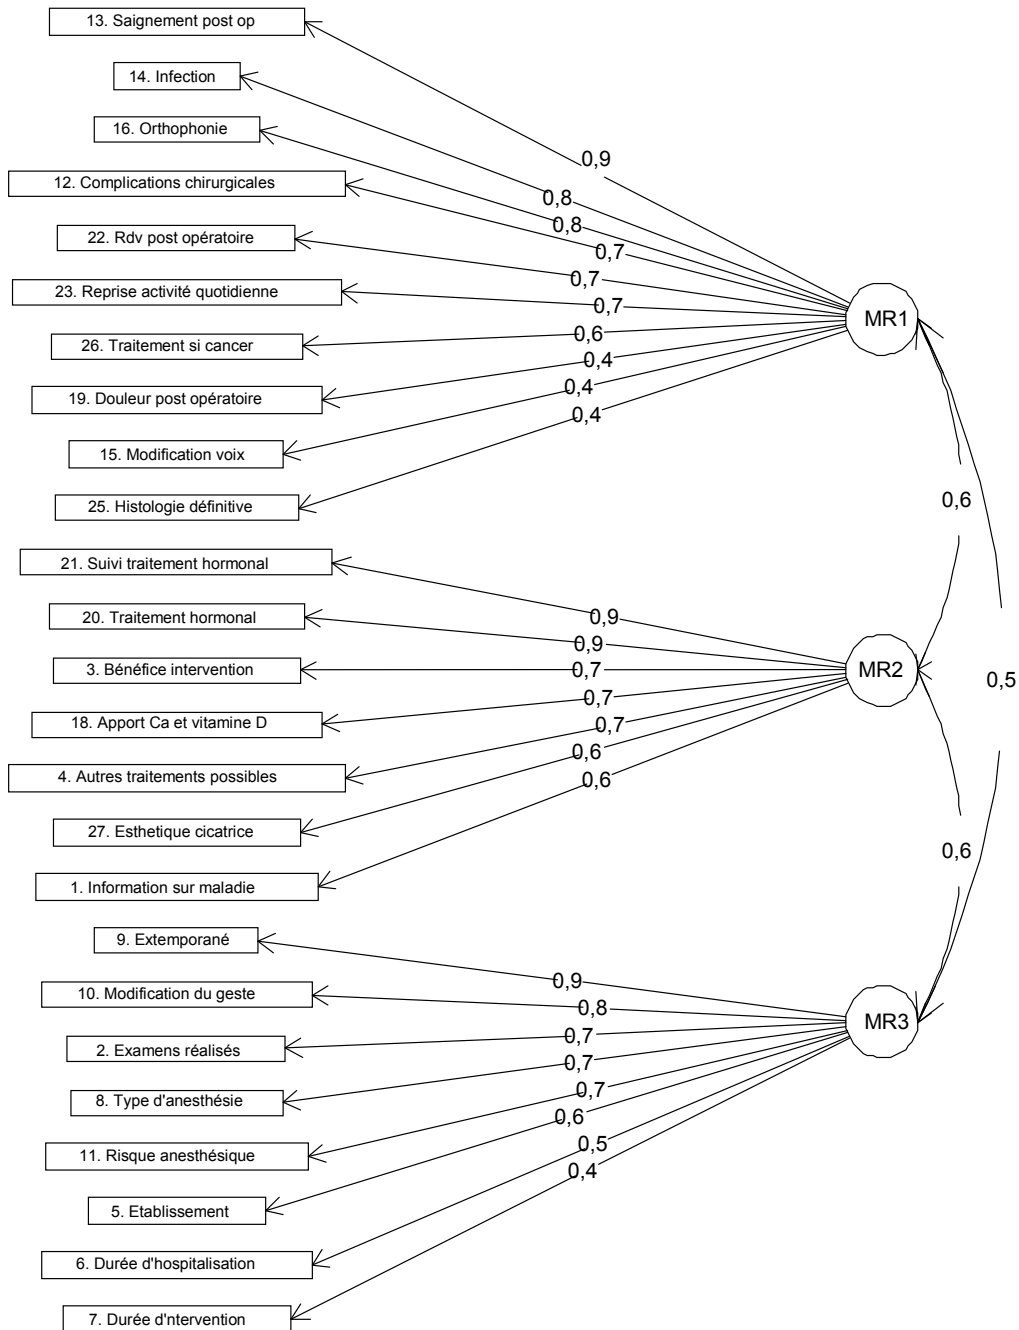 13. Saignement post op
14. Infection
16. Orthophonie
12. Complications chirurgicales
22. Rdv post opératoire
23. Reprise activité quotidienne
26. Traitement si cancer
19. Douleur post opératoire
15. Modification voix
25. Histologie définitive
21. Suivi traitement hormonal
20. Traitement hormonal
3. Bénéfice intervention
18. Apport Ca et vitamine D
4. Autres traitements possibles
27. Esthetique cicatrice
1. Information sur maladie
9. Extemporané
10. Modification du geste
2. Examens réalisés
8. Type d'anesthésie
11. Risque anesthésique
5. Etablissement
6. Durée d'hospitalisation
7. Durée d'ntervention
0,9
0,8
0,8
0,7
0,7
0,7
0,6
0,4
0,4
0,4
0,9
0,9
0,7
0,7
0,7
0,6
0,6
0,9
0,8
0,7
0,7
0,7
0,6
0,5
0,4
MR1
MR2
MR3
0,6
0,5
0,6